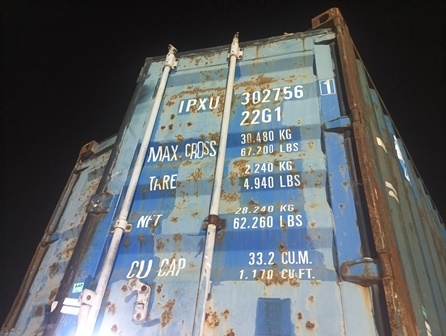 IPXU 302756 1
22G1
MAX. GROSS 30.480 KG
67.200 LBS
TARE 2.240 KG
4.940 LBS
NET 28.240 KG
62.260 LBS
CU CAP 33.2 CU.M.
1.170 CU FT.